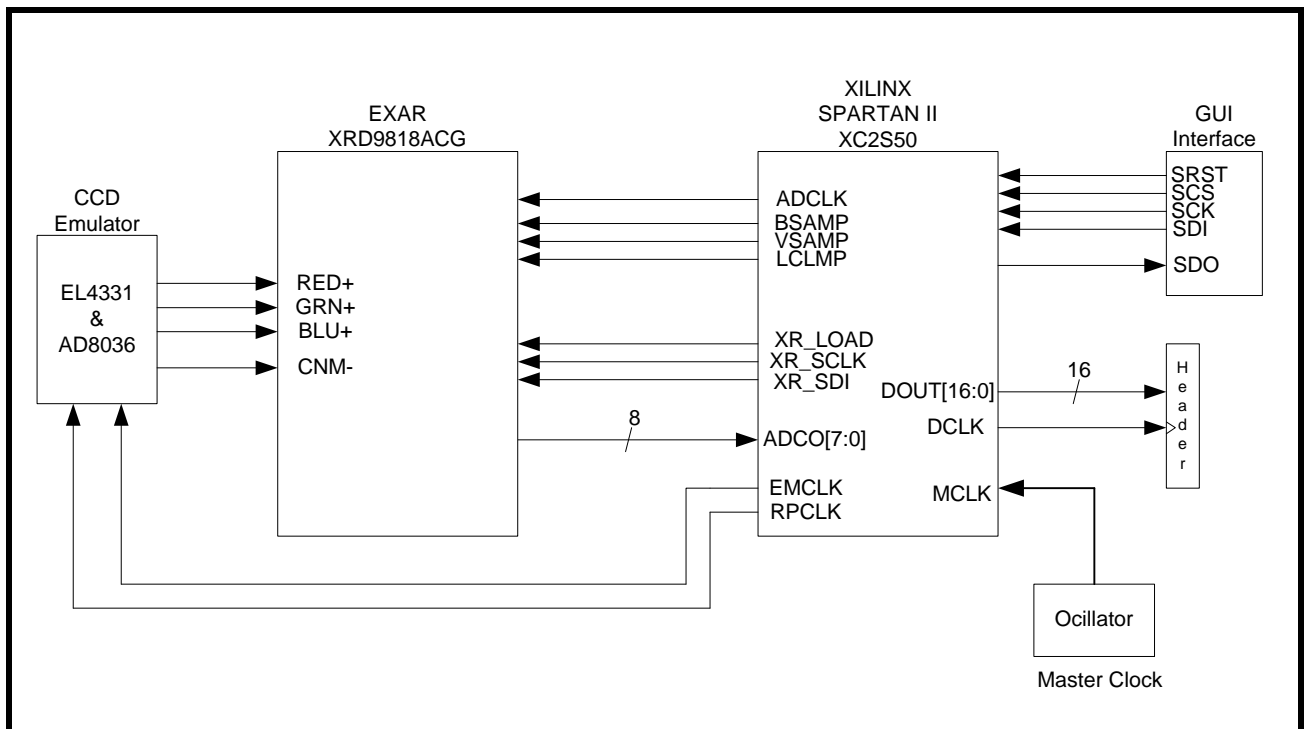 EXAR
XRD9818ACG
XILINX
SPARTAN II
XC2S50
GUI
Interface
CCD
Emulator
EL4331
&
AD8036
RED+
GRN+
BLU+
CNM-
ADCLK
BSAMP
VSAMP
LCLMP
XR_LOAD
XR_SCLK
XR_SDI
8
ADCO[7:0]
EMCLK
RPCLK
DOUT[16:0]
DCLK
MCLK
SRST
SCS
SCK
SDI
SDO
16
Header
Ocillator
Master Clock